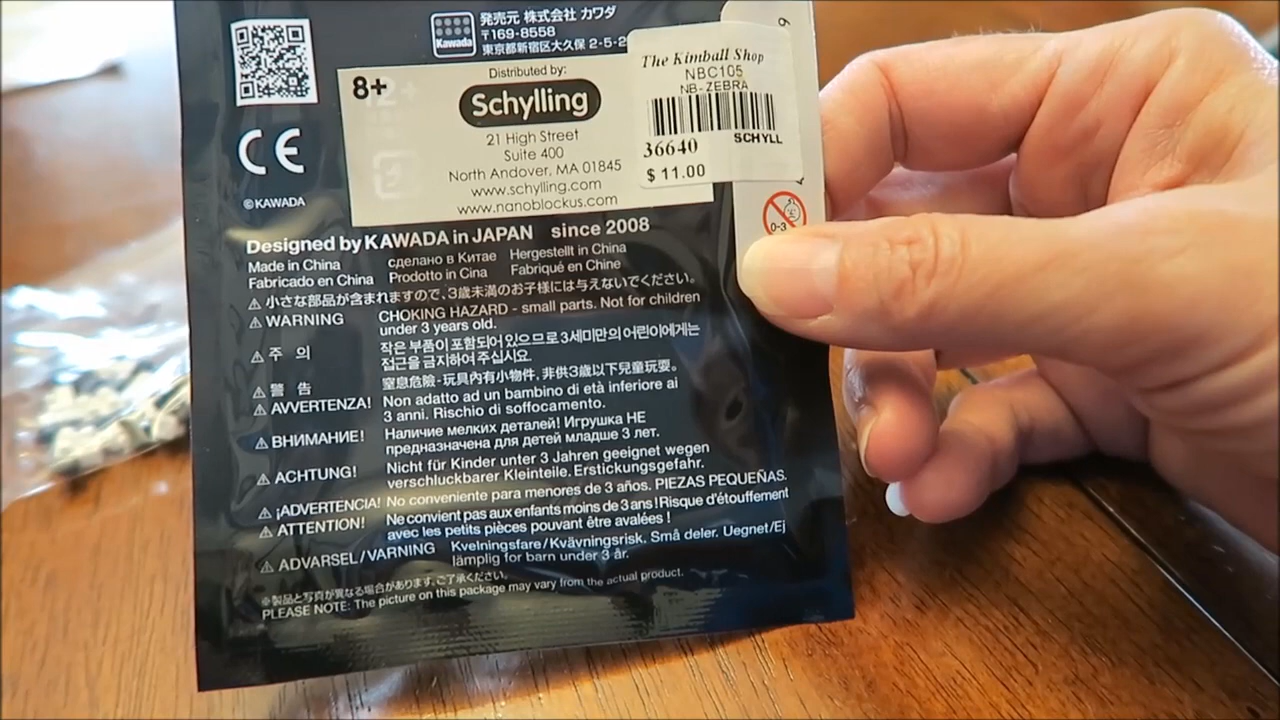 発売元 株式会社 カワダ
〒169-8558
東京都新宿区大久保 2-5-2
Kawada
The Kimball Shop
NBC105
NB-ZEBRA
36640
SCHYLL
$ 11.00
8+
Distributed by:
Schylling
21 High Street
Suite 400
North Andover, MA 01845
www.schylling.com
www.nanoblockus.com
CE
©KAWADA
0-3
Designed by KAWADA in JAPAN since 2008
Made in China сделано в Китае Hergestellt in China
Fabricado en China Prodotto in Cina Fabriqué en Chine
⚠ 小さな部品が含まれますので、3歳未満のお子様には与えないでください。
⚠ WARNING CHOKING HAZARD - small parts. Not for children
under 3 years old.
⚠ 주 의 작은 부품이 포함되어 있으므로 3세미만의 어린이에게는
접근을 금지하여 주십시요.
⚠ 警 告 窒息危險-玩具內有小物件、非供3歲以下兒童玩耍。
⚠ AVVERTENZA! Non adatto ad un bambino di età inferiore ai
3 anni. Rischio di soffocamento.
⚠ ВНИМАНИЕ! Наличие мелких деталей! Игрушка НЕ
предназначена для детей младше 3 лет.
⚠ ACHTUNG! Nicht für Kinder unter 3 Jahren geeignet wegen
verschluckbarer Kleinteile. Erstickungsgefahr.
⚠ ¡ADVERTENCIA! No conveniente para menores de 3 años. PIEZAS PEQUEÑAS.
⚠ ATTENTION! Ne convient pas aux enfants moins de 3 ans! Risque d'étouffement
avec les petits pièces pouvant être avalées !
⚠ ADVARSEL/VARNING Kvelningsfare/Kvävningsrisk. Små deler. Uegnet/Ej
lämplig for barn under 3 år.
※製品と写真が異なる場合があります。ご了承ください。
PLEASE NOTE: The picture on this package may vary from the actual product.